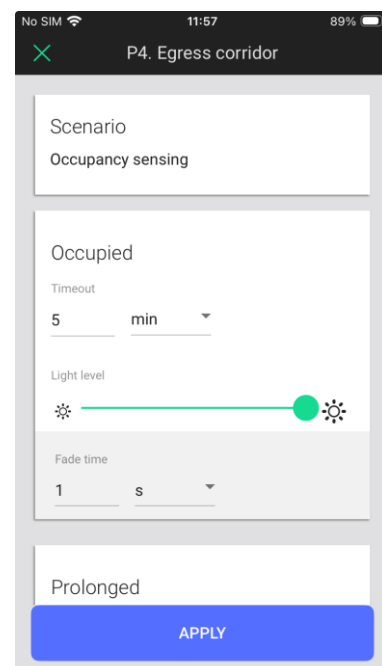 No SIM 11:57 89%
P4. Egress corridor
Scenario
Occupancy sensing
Occupied
Timeout
5 min
Light level
Fade time
1 s
Prolonged
APPLY